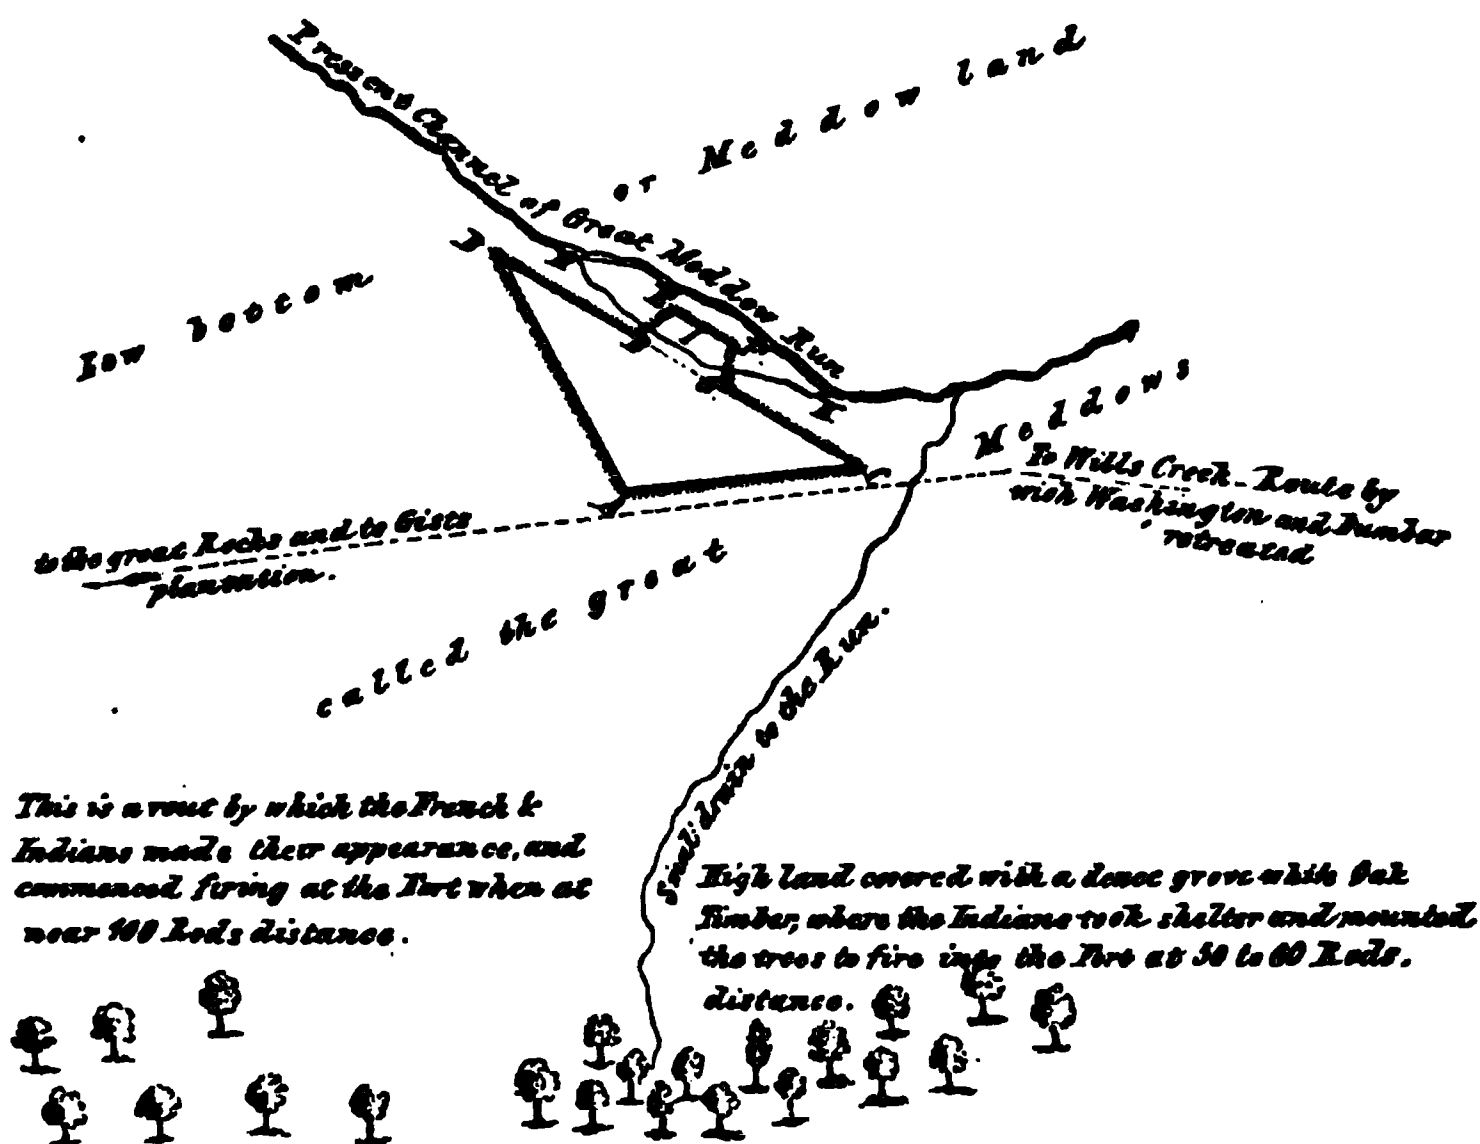 Pressent Channel of Great Meddow Run
Low bottom or Meddow land
B
D
G
C
to the great Rocks and to Gists
plantation.
called the great Meddows
To Wills Creek - Route by
wich Washington and Dumbar
retreated
Small drain to the Run.
This is a rout by which the French &
Indians made their appearance, and
commenced firing at the Fort when at
near 100 Rods distance.
High land covered with a dence grove white Oak
Timber, where the Indians took shelter and mounted
the trees to fire into the Fort at 50 to 60 Rods.
distance.